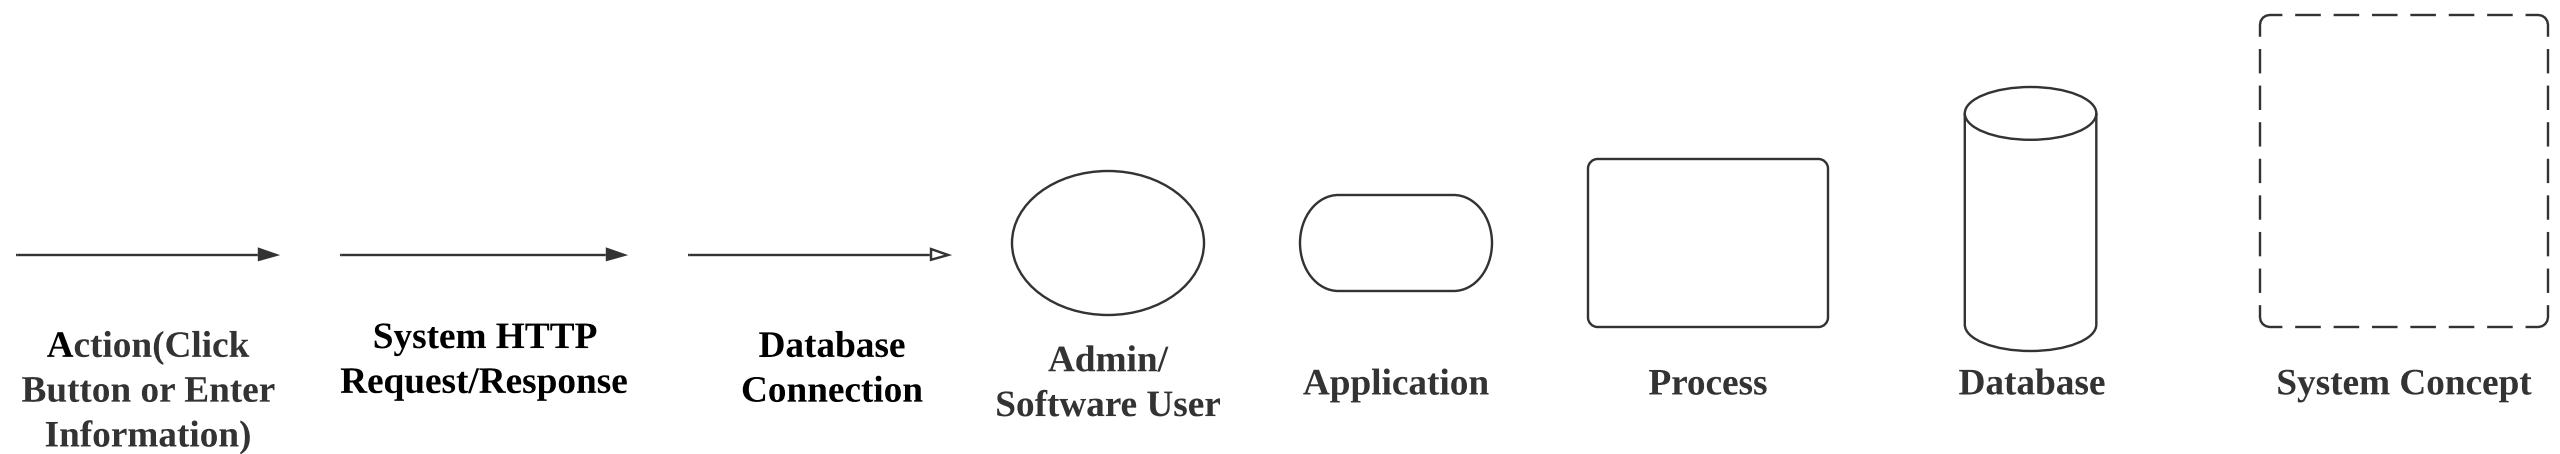 Action(Click
Button or Enter
Information)
System HTTP
Request/Response
Database
Connection
Admin/
Software User
Application
Process
Database
System Concept